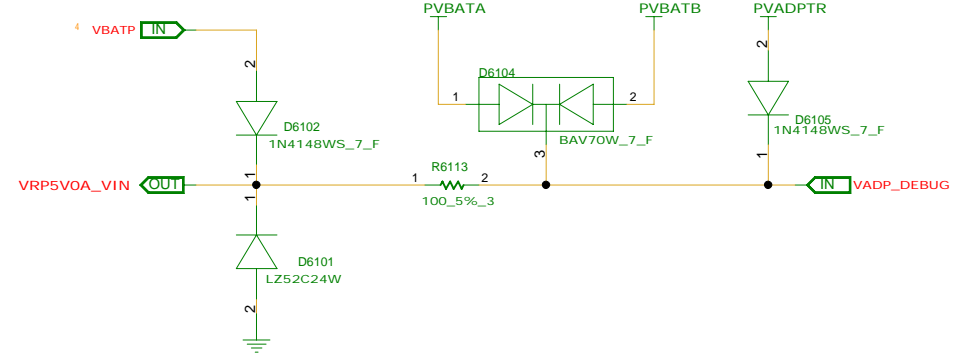 PVBATA
PVBATB
PVADPTR
4
VBATP
IN
2
2
D6104
1
2
D6102
1N4148WS_7_F
BAV70W_7_F
D6105
1N4148WS_7_F
1
3
1
R6113
VRP5V0A_VIN
OUT
1
2
IN
VADP_DEBUG
1
100_5%_3
D6101
LZ52C24W
2